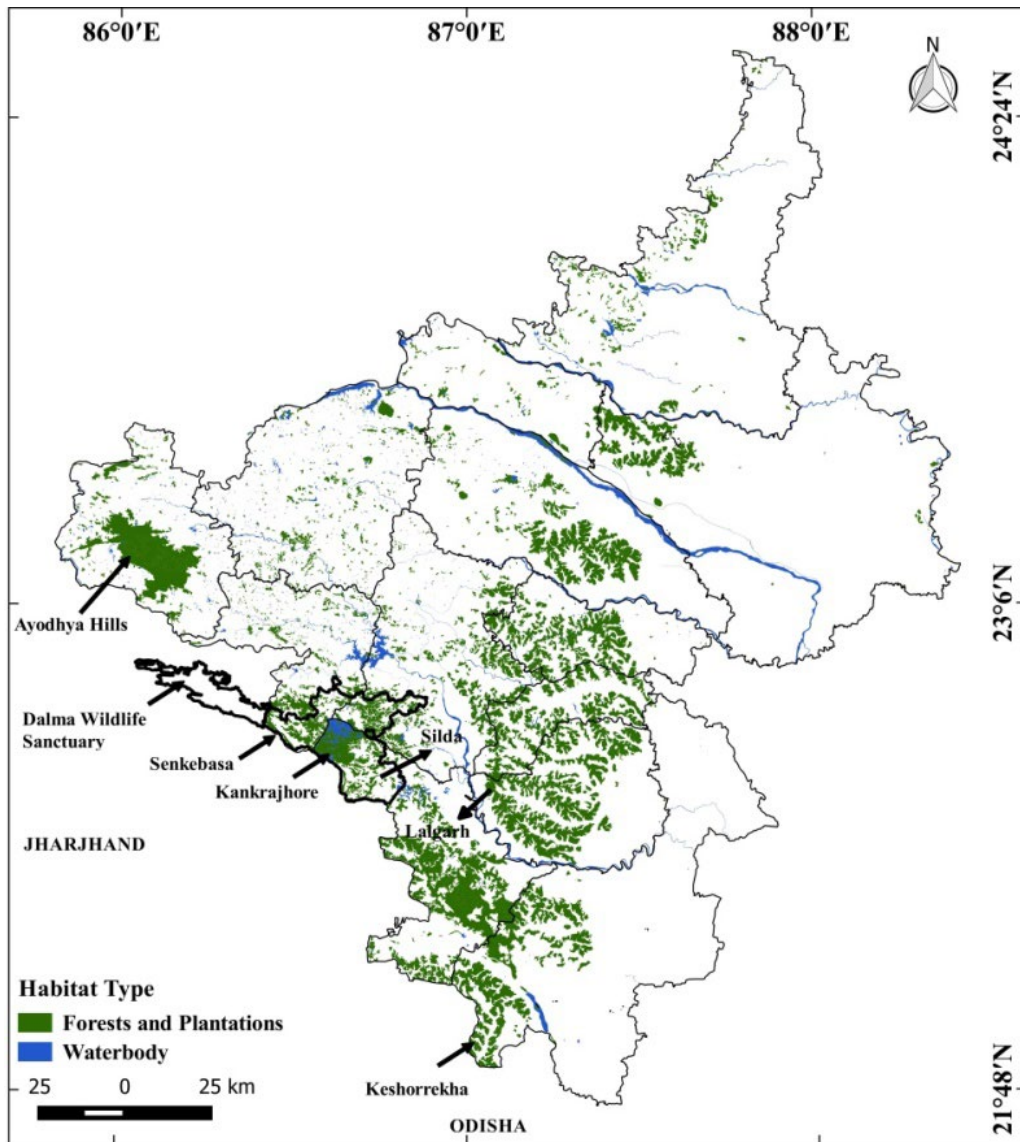 86°0′E 87°0′E 88°0′E
N
24°24′N
23°6′N
21°48′N
Ayodhya Hills
Dalma Wildlife
Sanctuary
Senkebasa
Kankrajhore
Silda
Lalgarh
JHARJHAND
Habitat Type
Forests and Plantations
Waterbody
25 0 25 km
Keshorrekha
ODISHA